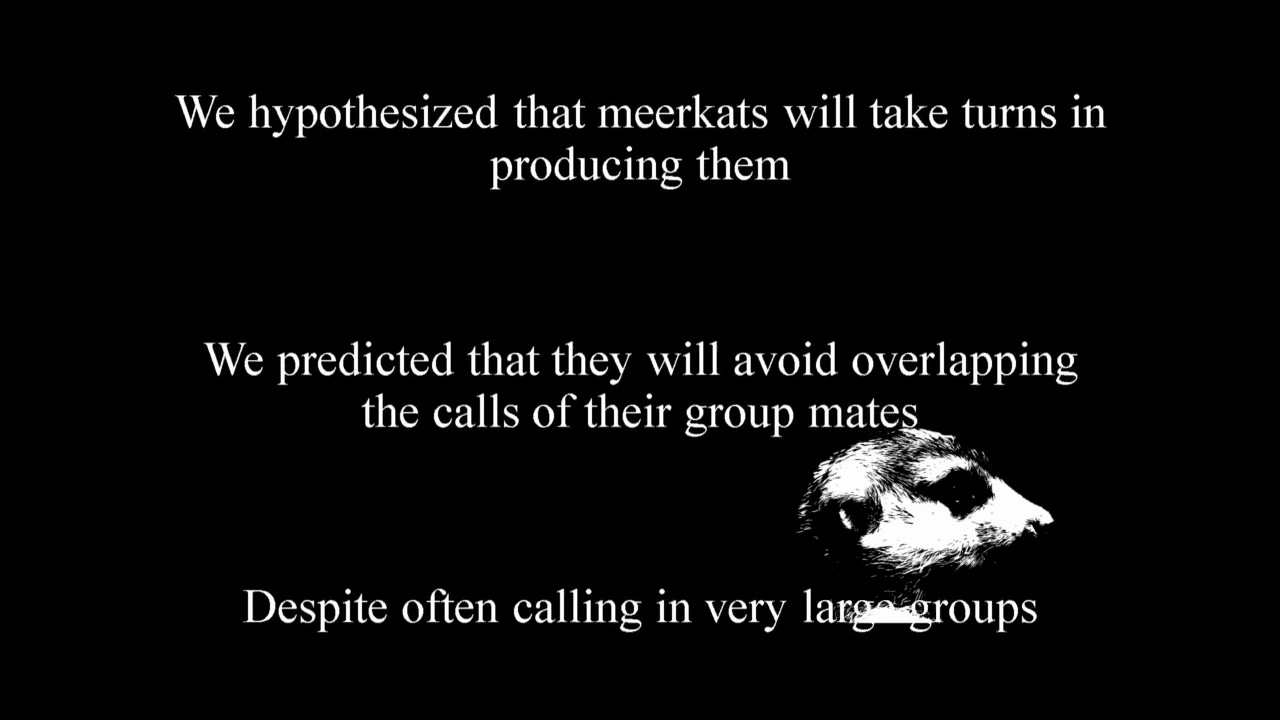 We hypothesized that meerkats will take turns in
producing them
We predicted that they will avoid overlapping
the calls of their group mates
Despite often calling in very large groups